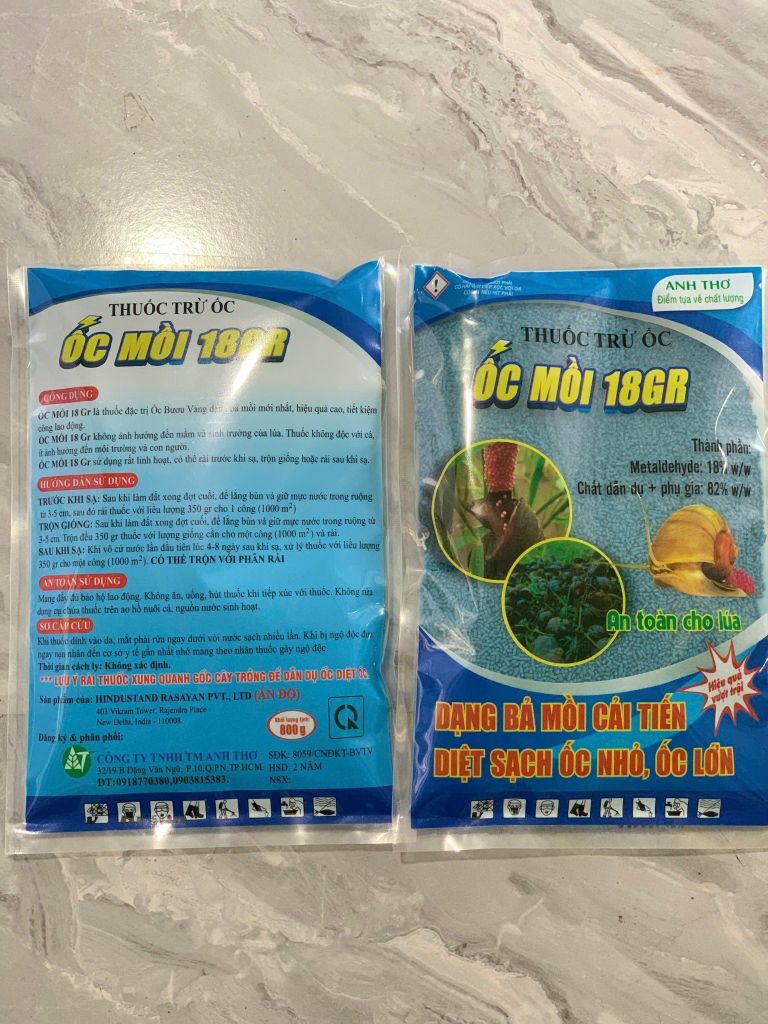 THUỐC TRỪ ỐC
ỐC MỒI 18GR
CÔNG DỤNG
ỐC MỒI 18 Gr là thuốc đặc trị Ốc Bươu Vàng dạng bả mồi mới nhất, hiệu quả cao, tiết kiệm
công lao động.
ỐC MỒI 18 Gr không ảnh hưởng đến mầm và sinh trưởng của lúa. Thuốc không độc với cá,
ít ảnh hưởng đến môi trường và con người.
ỐC MỒI 18 Gr sử dụng rất linh hoạt, có thể rải trước khi sạ, trộn giống hoặc rải sau khi sạ.
HƯỚNG DẪN SỬ DỤNG
TRƯỚC KHI SẠ: Sau khi làm đất xong đợt cuối, để lắng bùn và giữ mực nước trong ruộng
từ 3-5 cm, sau đó rải thuốc với liều lượng 350 gr cho 1 công (1000 m²)
TRỘN GIỐNG: Sau khi làm đất xong đợt cuối, để lắng bùn và giữ mực nước trong ruộng từ
3-5 cm. Trộn đều 350 gr thuốc với lượng giống cần cho một công (1000 m²) và rải.
SAU KHI SẠ: Khi vô cử nước lần đầu tiên lúc 4-8 ngày sau khi sạ, xử lý thuốc với liều lượng
350 gr cho một công (1000 m²). CÓ THỂ TRỘN VỚI PHÂN RẢI
AN TOÀN SỬ DỤNG
Mang đầy đủ bảo hộ lao động. Không ăn, uống, hút thuốc khi tiếp xúc với thuốc. Không rửa
dụng cụ chứa thuốc trên ao hồ nuôi cá, nguồn nước sinh hoạt.
SƠ CẤP CỨU
Khi thuốc dính vào da, mắt phải rửa ngay dưới vòi nước sạch nhiều lần. Khi bị ngộ độc đưa
ngay nạn nhân đến cơ sở y tế gần nhất nhớ mang theo nhãn thuốc gây ngộ độc
Thời gian cách ly: Không xác định.
*** LƯU Ý RẢI THUỐC XUNG QUANH GỐC CÂY TRỒNG ĐỂ DẪN DỤ ỐC DIỆT ỐC
Sản phẩm của: HINDUSTAND RASAYAN PVT., LTD (ẤN ĐỘ)
403 Vikram Tower, Rajendra Place
New Delhi, India - 110008.
Khối lượng tịnh:
800g
Đăng ký & phân phối:
CÔNG TY TNHH TM ANH THƠ
32/19 B Đặng Văn Ngữ, P.10,Q.PN,TP.HCM.
ĐT:0918770380,0903815383.
SĐK: 8059/CNĐKT-BVTV
HSD: 2 NĂM
NSX:
CÓ HẠI NẾU HÍT PHẢI
ANH THƠ
Điểm tựa về chất lượng
THUỐC TRỪ ỐC
ỐC MỒI 18GR
Thành phần:
Metaldehyde: 18% w/w
Chất dẫn dụ + phụ gia: 82% w/w
An toàn cho lúa
Hiệu quả
vượt trội
DẠNG BẢ MỒI CẢI TIẾN
DIỆT SẠCH ỐC NHỎ, ỐC LỚN